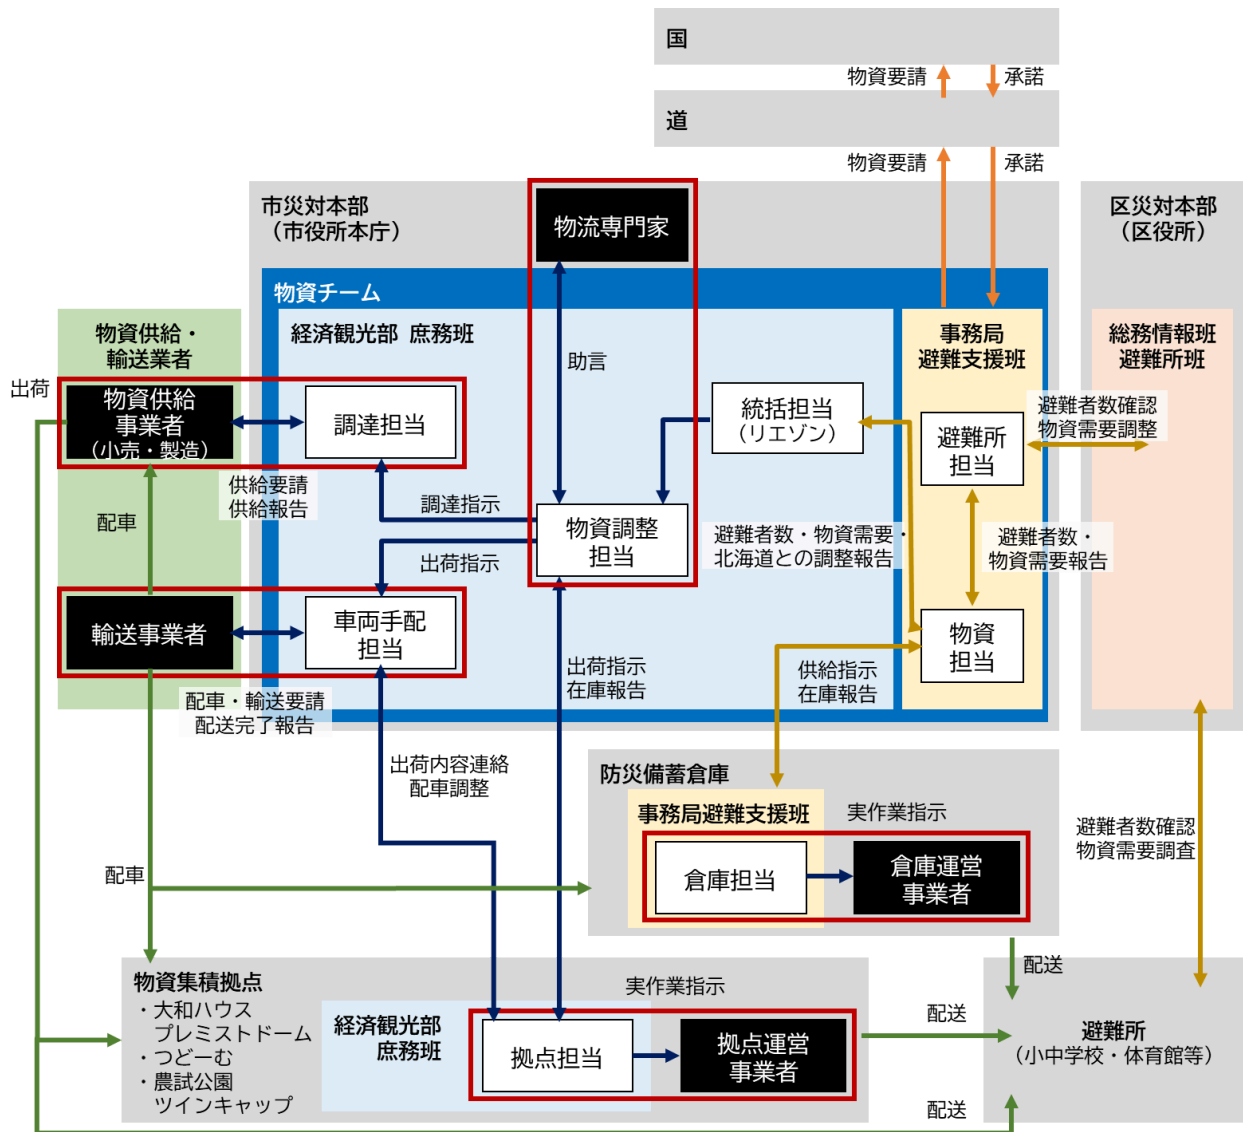 国
物資要請
承諾
道
物資要請
承諾
市災対本部
（市役所本庁）
物流専門家
区災対本部
（区役所）
物資チーム
物資供給・
輸送業者
経済観光部 庶務班
事務局
避難支援班
総務情報班
避難所班
出荷
物資供給
事業者
（小売・製造）
調達担当
助言
統括担当
（リエゾン）
避難所
担当
避難者数確認
物資需要調整
供給要請
供給報告
配車
調達指示
出荷指示
物資調整
担当
避難者数・物資需要・
北海道との調整報告
避難者数・
物資需要報告
輸送事業者
車両手配
担当
物資
担当
配車・輸送要請
配送完了報告
出荷指示
在庫報告
供給指示
在庫報告
出荷内容連絡
配車調整
防災備蓄倉庫
事務局避難支援班
実作業指示
倉庫担当
倉庫運営
事業者
避難者数確認
物資需要調査
配車
物資集積拠点
・大和ハウス
プレミストドーム
・つどーむ
・農試公園
ツインキャップ
経済観光部
庶務班
実作業指示
拠点担当
拠点運営
事業者
配送
配送
避難所
（小中学校・体育館等）
配送